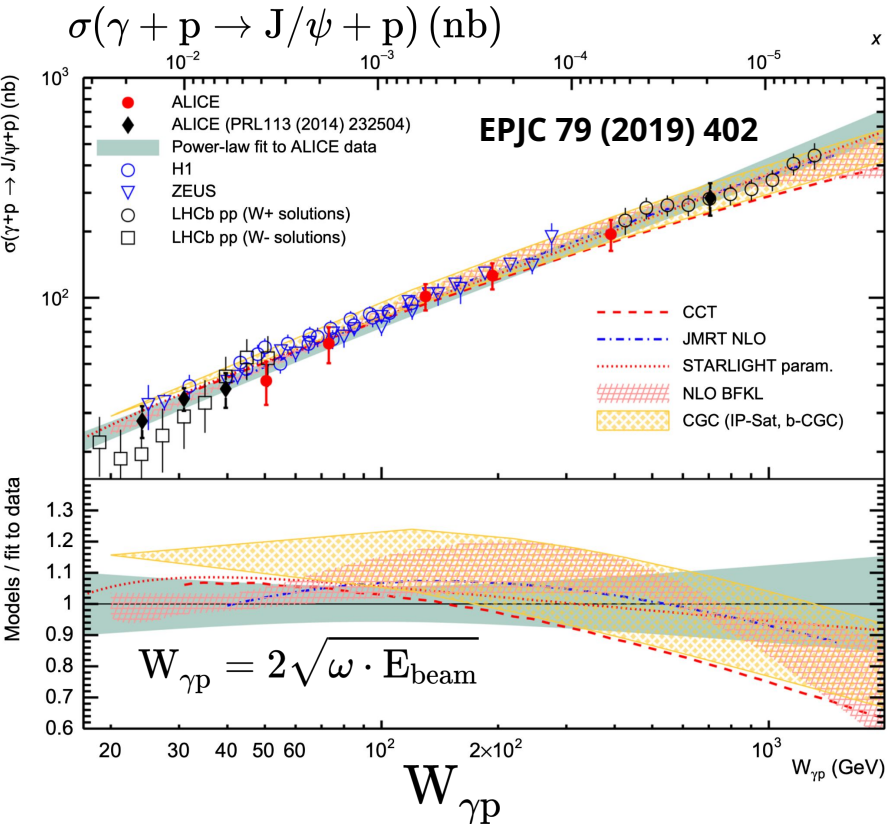 σ(γ + p → J/ψ + p) (nb)
x
10⁻² 10⁻³ 10⁻⁴ 10⁻⁵
σ(γ+p → J/ψ+p) (nb)
10³
10²
ALICE
ALICE (PRL113 (2014) 232504)
Power-law fit to ALICE data
H1
ZEUS
LHCb pp (W+ solutions)
LHCb pp (W- solutions)
EPJC 79 (2019) 402
CCT
JMRT NLO
STARLIGHT param.
NLO BFKL
CGC (IP-Sat, b-CGC)
Models / fit to data
1.3
1.2
1.1
1
0.9
0.8
0.7
0.6
W_γp = 2√ω · E_beam
20 30 40 50 60 10² 2×10² 10³
W_γp (GeV)
W_γp